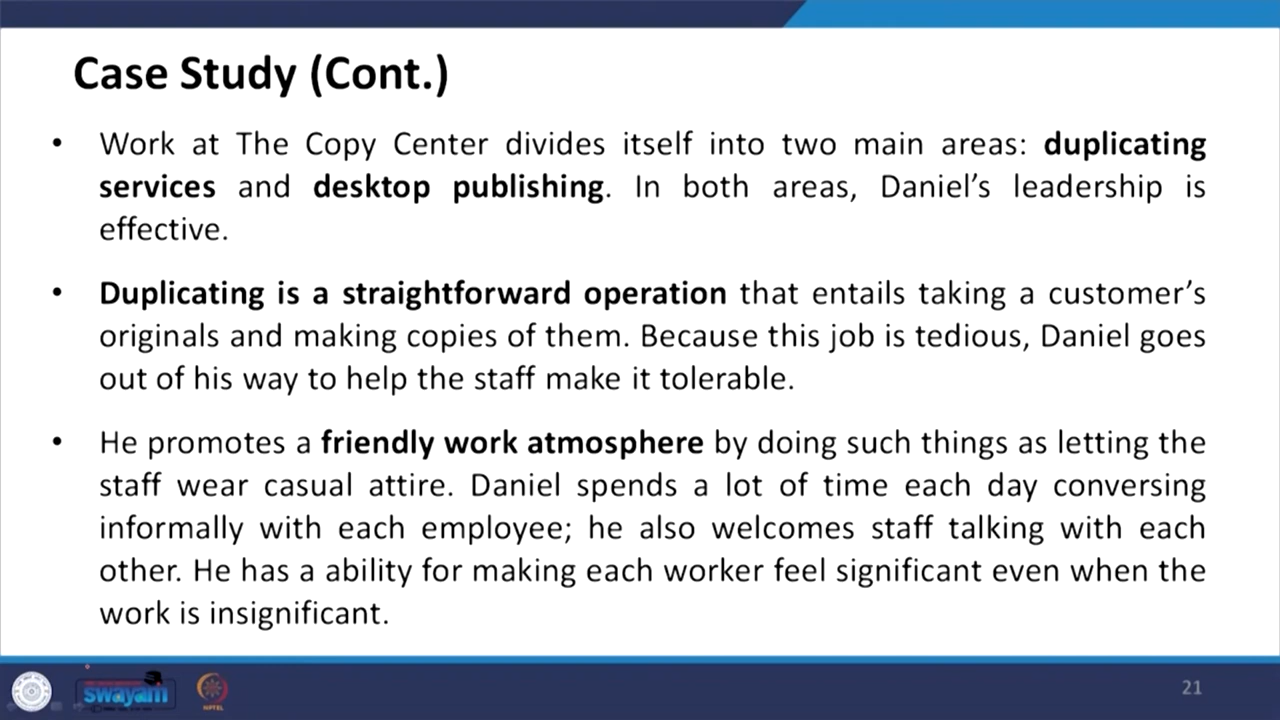 Case Study (Cont.)
• Work at The Copy Center divides itself into two main areas: duplicating
services and desktop publishing. In both areas, Daniel’s leadership is
effective.
• Duplicating is a straightforward operation that entails taking a customer’s
originals and making copies of them. Because this job is tedious, Daniel goes
out of his way to help the staff make it tolerable.
• He promotes a friendly work atmosphere by doing such things as letting the
staff wear casual attire. Daniel spends a lot of time each day conversing
informally with each employee; he also welcomes staff talking with each
other. He has a ability for making each worker feel significant even when the
work is insignificant.
swayam
NPTEL
21